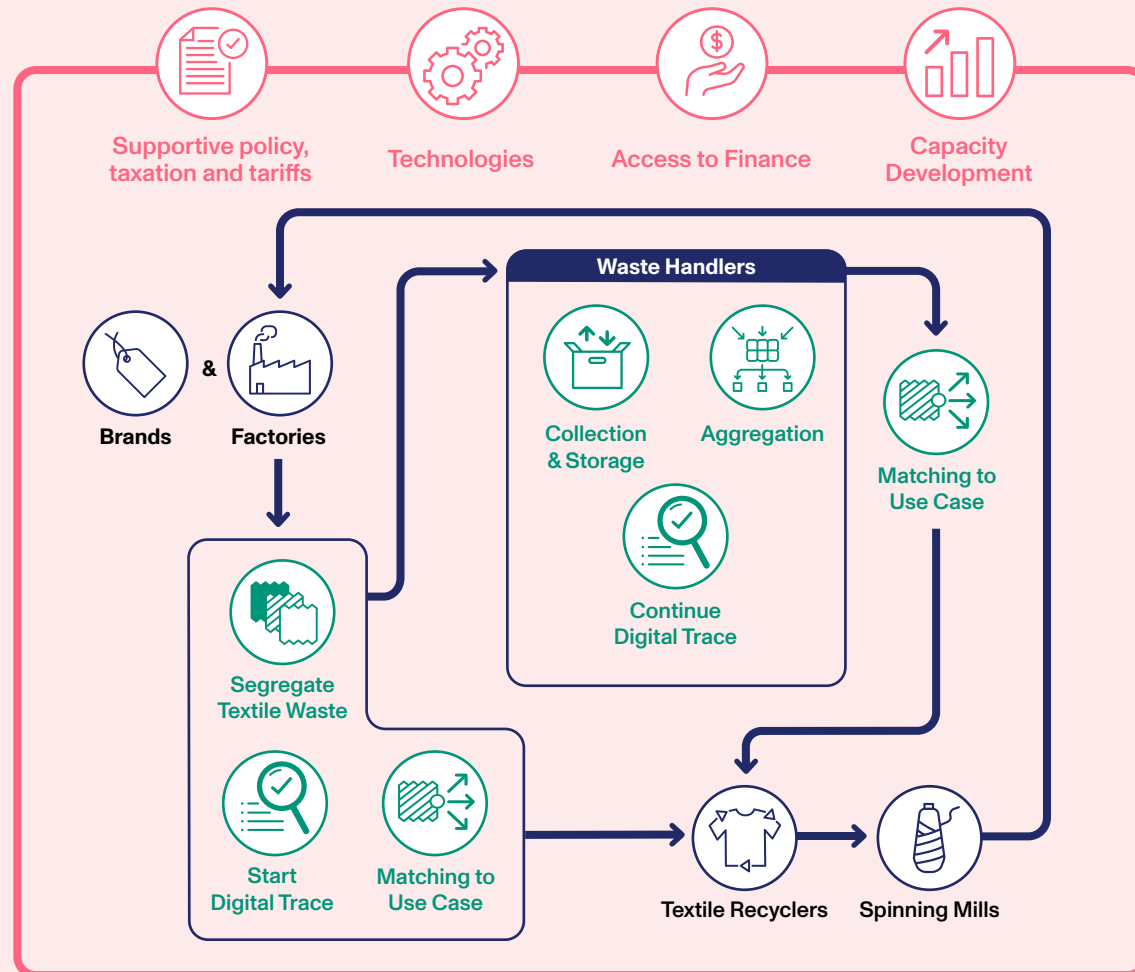 Supportive policy,
taxation and tariffs
Technologies
Access to Finance
Capacity
Development
Waste Handlers
Brands
&
Factories
Collection
& Storage
Aggregation
Matching to
Use Case
Continue
Digital Trace
Segregate
Textile Waste
Start
Digital Trace
Matching to
Use Case
Textile Recyclers
Spinning Mills